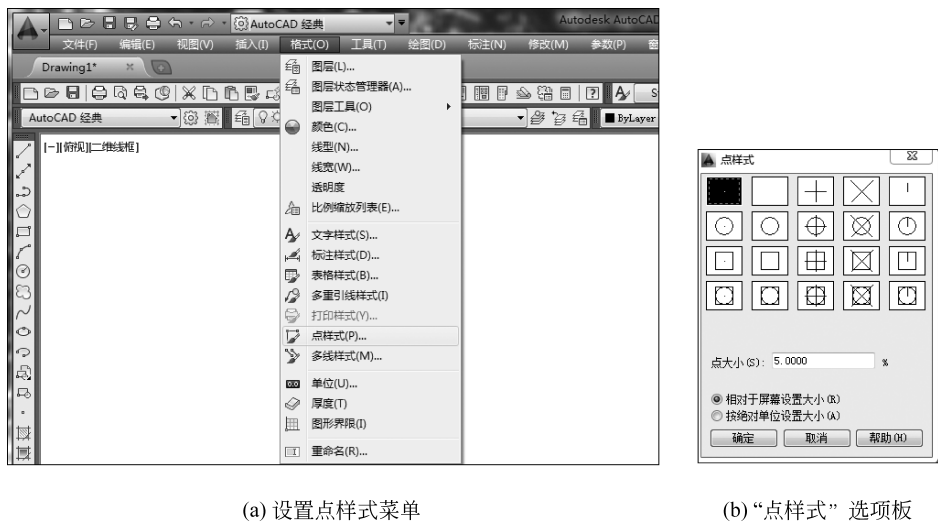 AutoCAD 经典
Autodesk AutoCAD
文件(F) 编辑(E) 视图(V) 插入(I) 格式(O) 工具(T) 绘图(D) 标注(N) 修改(M) 参数(P)
Drawing1*
AutoCAD 经典
ByLayer
[-][俯视][二维线框]
图层(L)...
图层状态管理器(A)...
图层工具(O)
颜色(C)...
线型(N)...
线宽(W)...
透明度
比例缩放列表(E)...
文字样式(S)...
标注样式(D)...
表格样式(B)...
多重引线样式(I)
打印样式(Y)...
点样式(P)...
多线样式(M)...
单位(U)...
厚度(T)
图形界限(I)
重命名(R)...
点样式
点大小(S): 5.0000 %
相对于屏幕设置大小(R)
按绝对单位设置大小(A)
确定 取消 帮助(H)
(a) 设置点样式菜单
(b) “点样式” 选项板